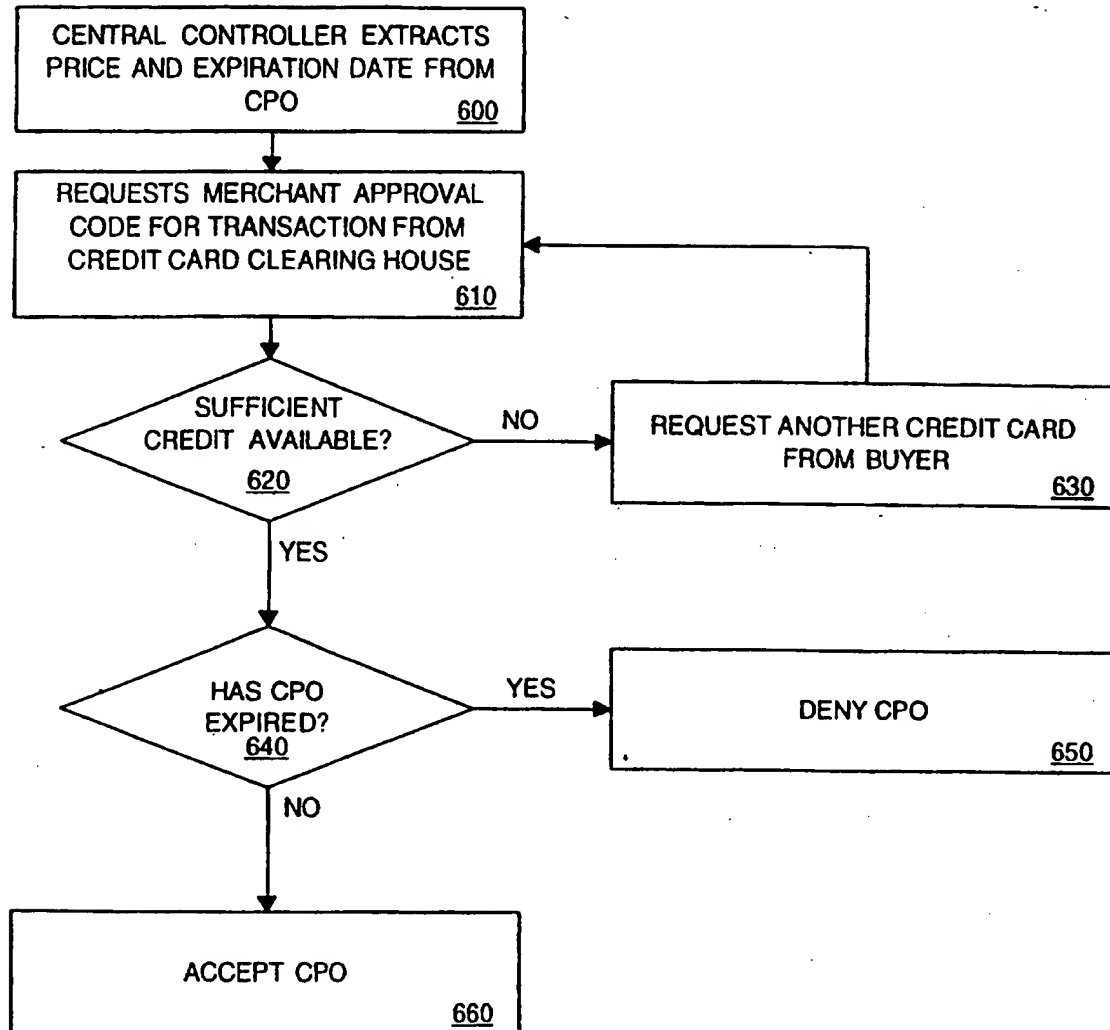 CENTRAL CONTROLLER EXTRACTS
PRICE AND EXPIRATION DATE FROM
CPO
600
REQUESTS MERCHANT APPROVAL
CODE FOR TRANSACTION FROM
CREDIT CARD CLEARING HOUSE
610
SUFFICIENT
CREDIT AVAILABLE?
620
NO
REQUEST ANOTHER CREDIT CARD
FROM BUYER
630
YES
HAS CPO
EXPIRED?
640
YES
DENY CPO
650
NO
ACCEPT CPO
660